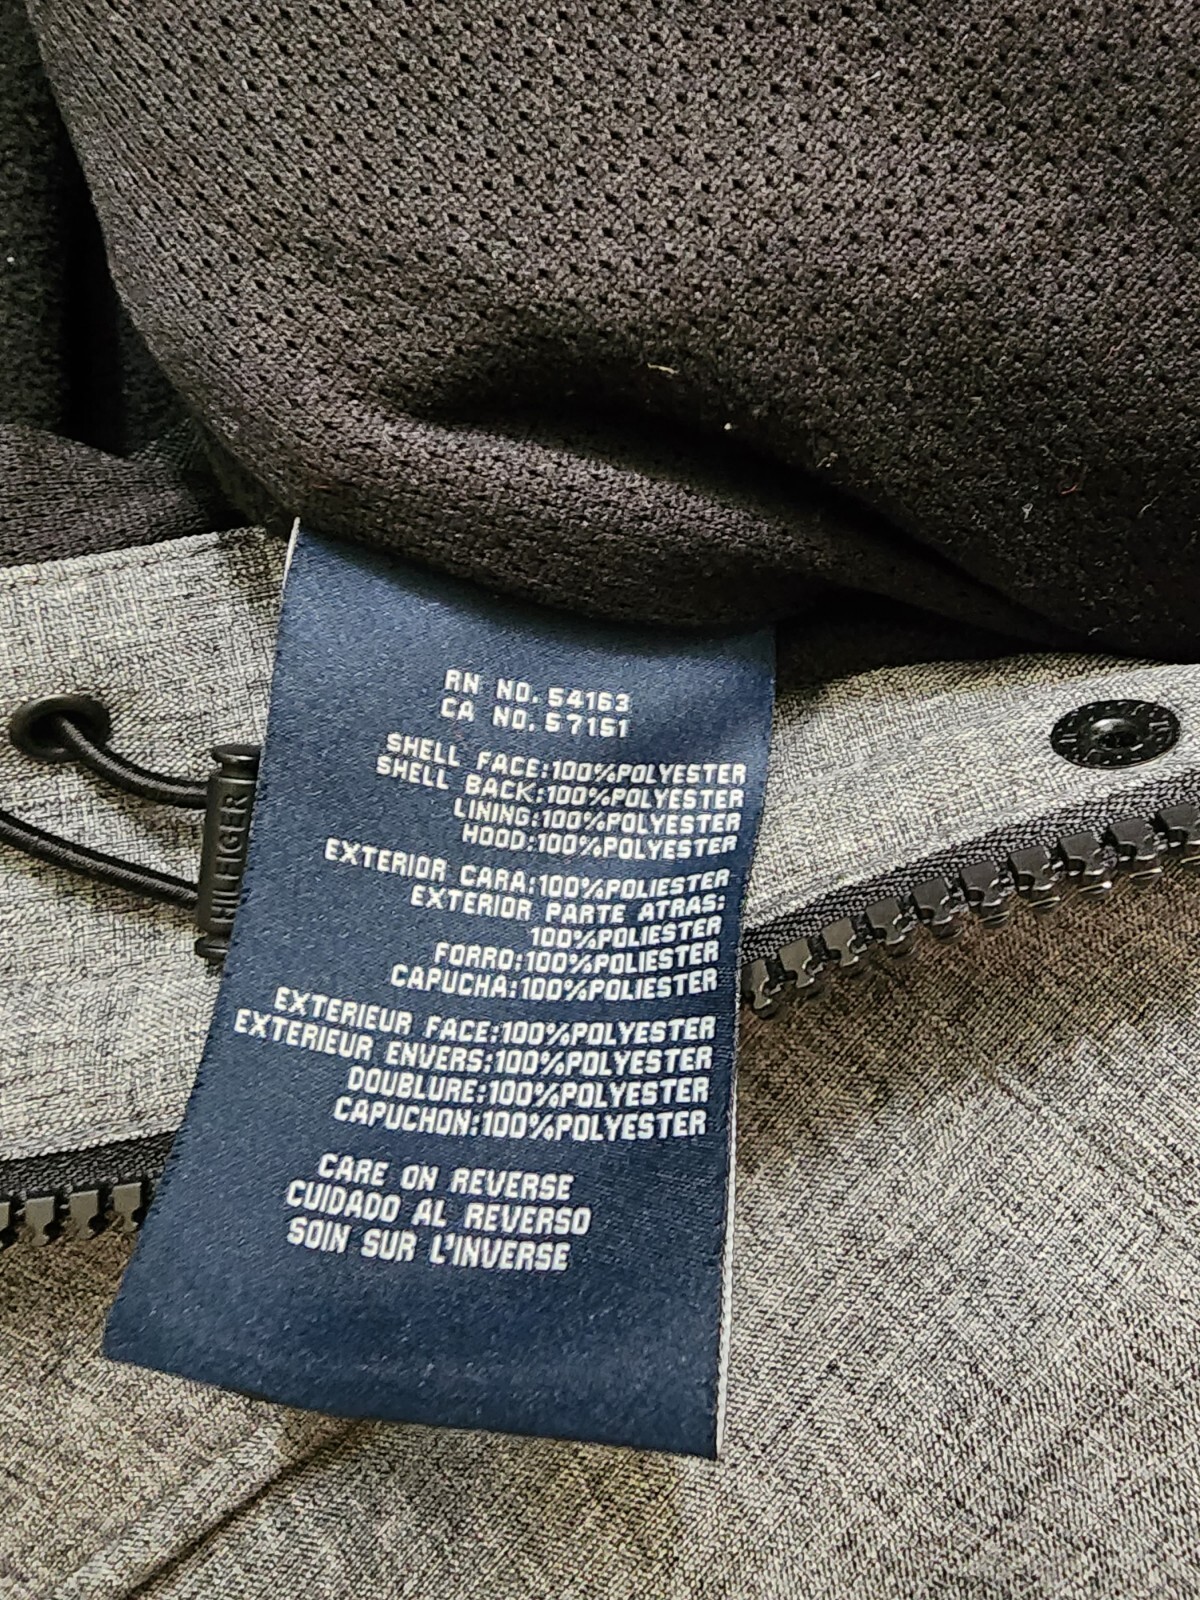 RN NO. 54163
CA NO. 57151
SHELL FACE:100%POLYESTER
SHELL BACK:100%POLYESTER
LINING:100%POLYESTER
HOOD:100%POLYESTER
EXTERIOR CARA:100%POLIESTER
EXTERIOR PARTE ATRAS:
100%POLIESTER
FORRO:100%POLIESTER
CAPUCHA:100%POLIESTER
EXTERIEUR FACE:100%POLYESTER
EXTERIEUR ENVERS:100%POLYESTER
DOUBLURE:100%POLYESTER
CAPUCHON:100%POLYESTER
CARE ON REVERSE
CUIDADO AL REVERSO
SOIN SUR L'INVERSE
HILFIGER